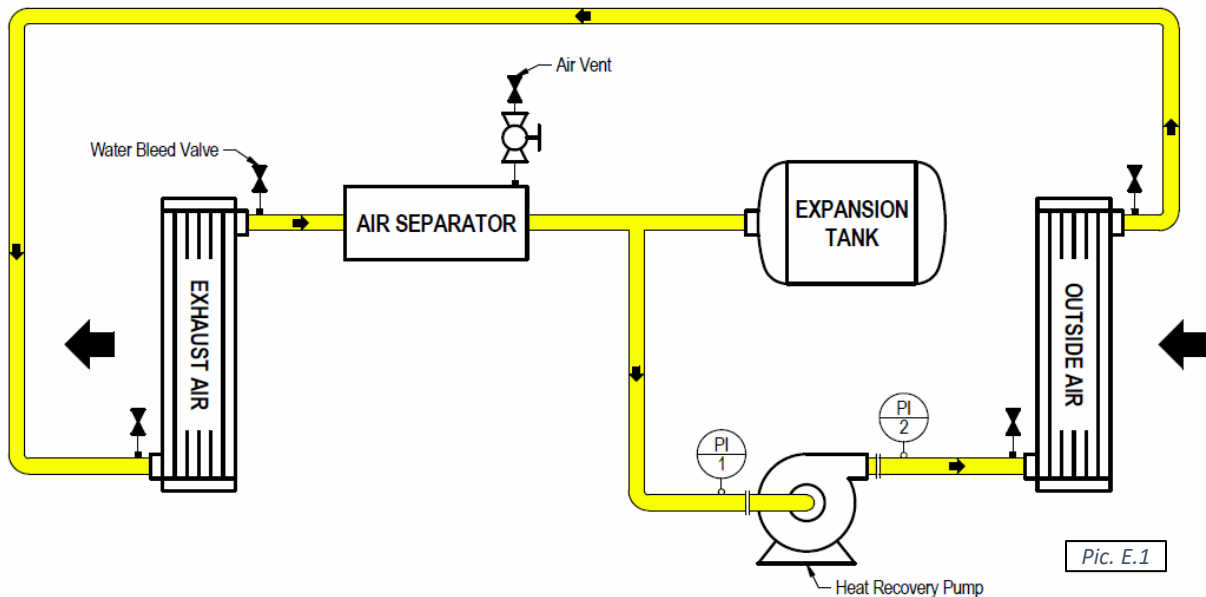 Air Vent
Water Bleed Valve
AIR SEPARATOR
EXPANSION
TANK
EXHAUST AIR
OUTSIDE AIR
PI
1
PI
2
Heat Recovery Pump
Pic. E.1